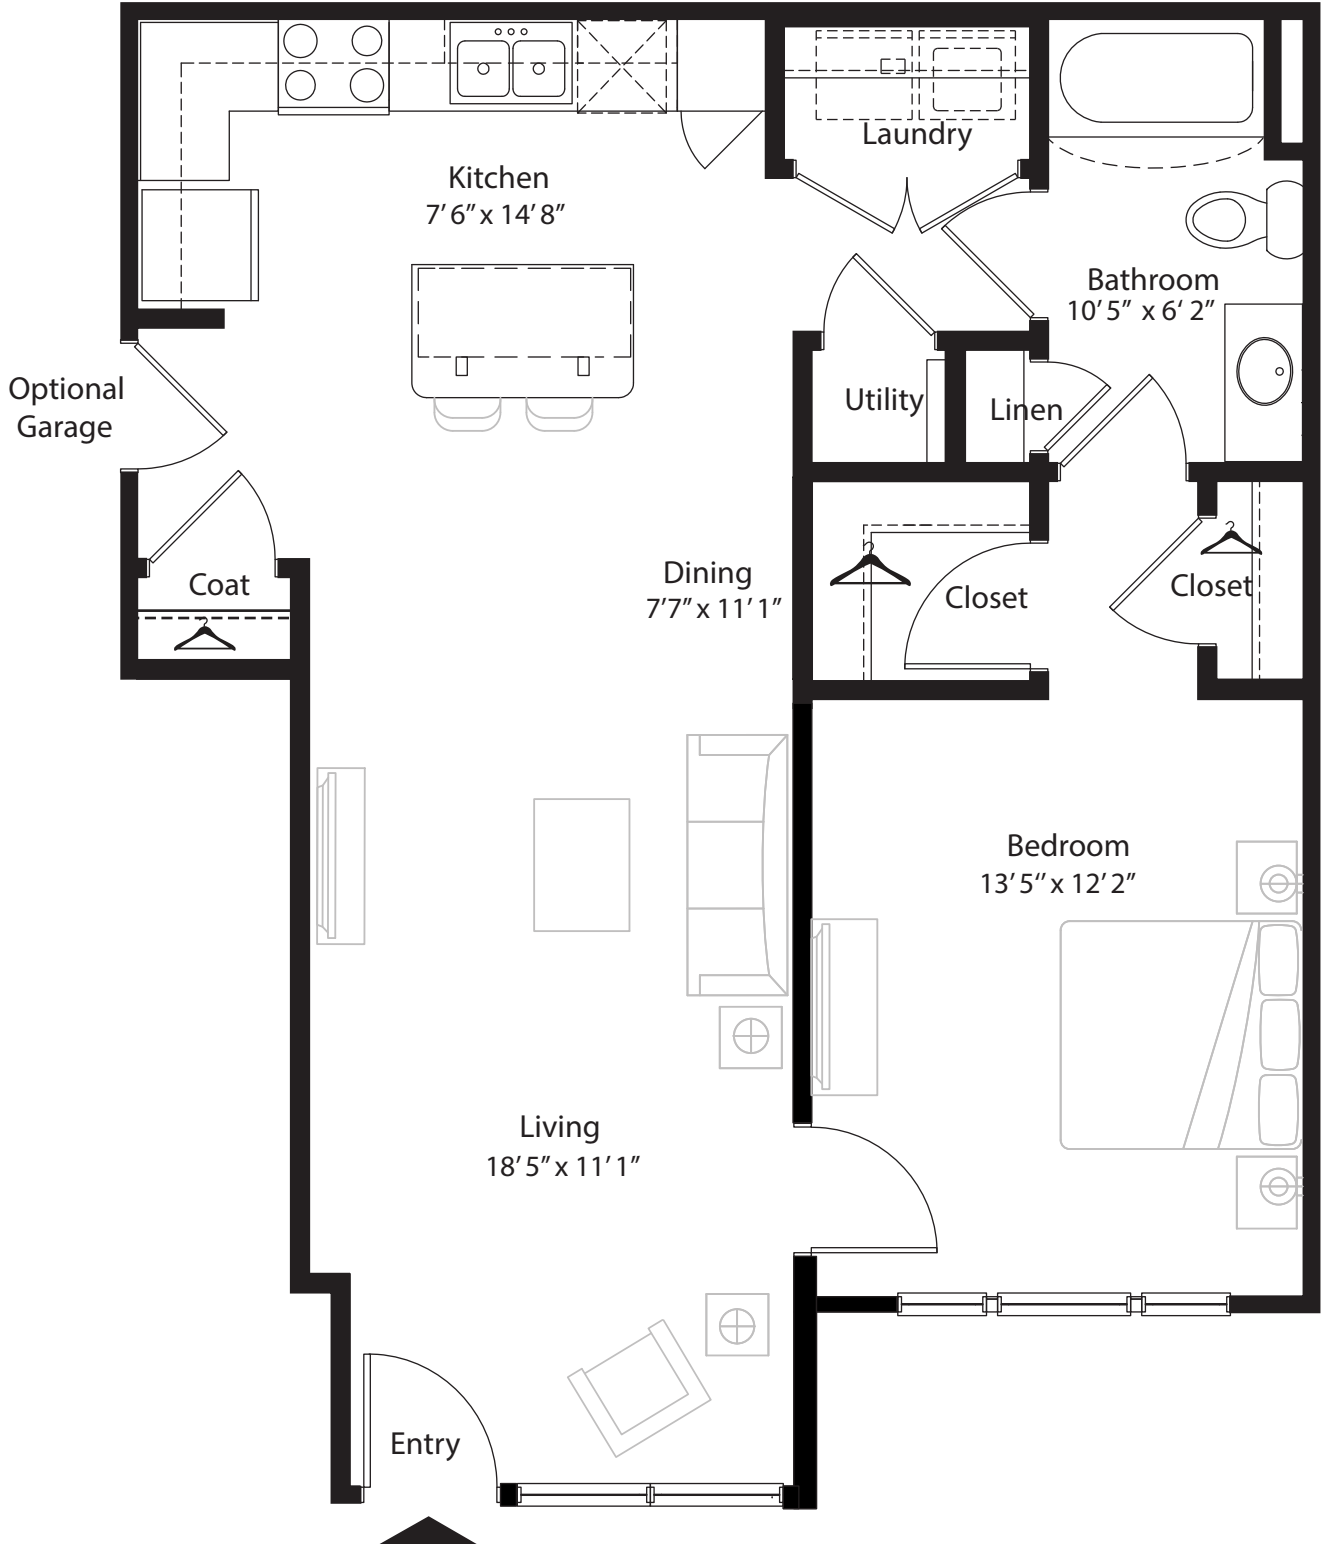 Laundry
Kitchen
7’6” x 14’8”
Bathroom
10’5” x 6‘2”
Optional
Garage
Utility
Linen
Coat
Dining
7’7” x 11’1”
Closet
Closet
Bedroom
13’5’’ x 12’2”
Living
18’5” x 11’1”
Entry